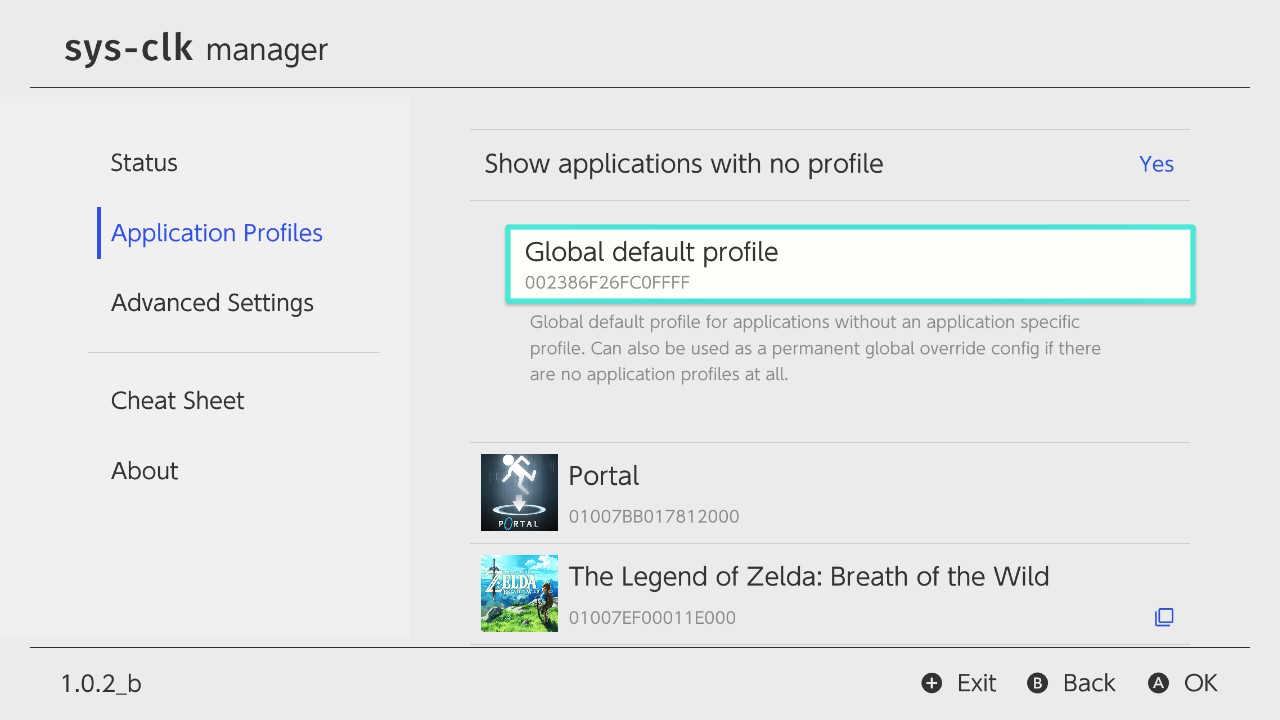 sys-clk manager
Status
Application Profiles
Advanced Settings
Cheat Sheet
About
Show applications with no profile Yes
Global default profile
002386F26FC0FFFF
Global default profile for applications without an application specific
profile. Can also be used as a permanent global override config if there
are no application profiles at all.
PORTAL
Portal
01007BB017812000
ZELDA
The Legend of Zelda: Breath of the Wild
01007EF00011E000
1.0.2_b
+ Exit B Back A OK